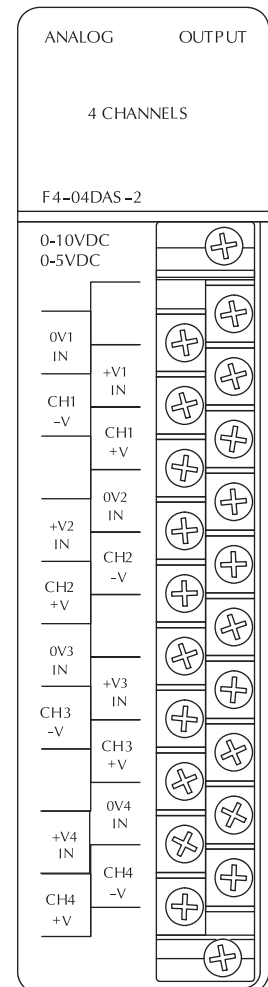 ANALOG OUTPUT
4 CHANNELS
F4-04DAS-2
0-10VDC
0-5VDC
0V1
IN
+V1
IN
CH1
-V
CH1
+V
0V2
IN
+V2
IN
CH2
-V
CH2
+V
0V3
IN
+V3
IN
CH3
-V
CH3
+V
0V4
IN
+V4
IN
CH4
-V
CH4
+V